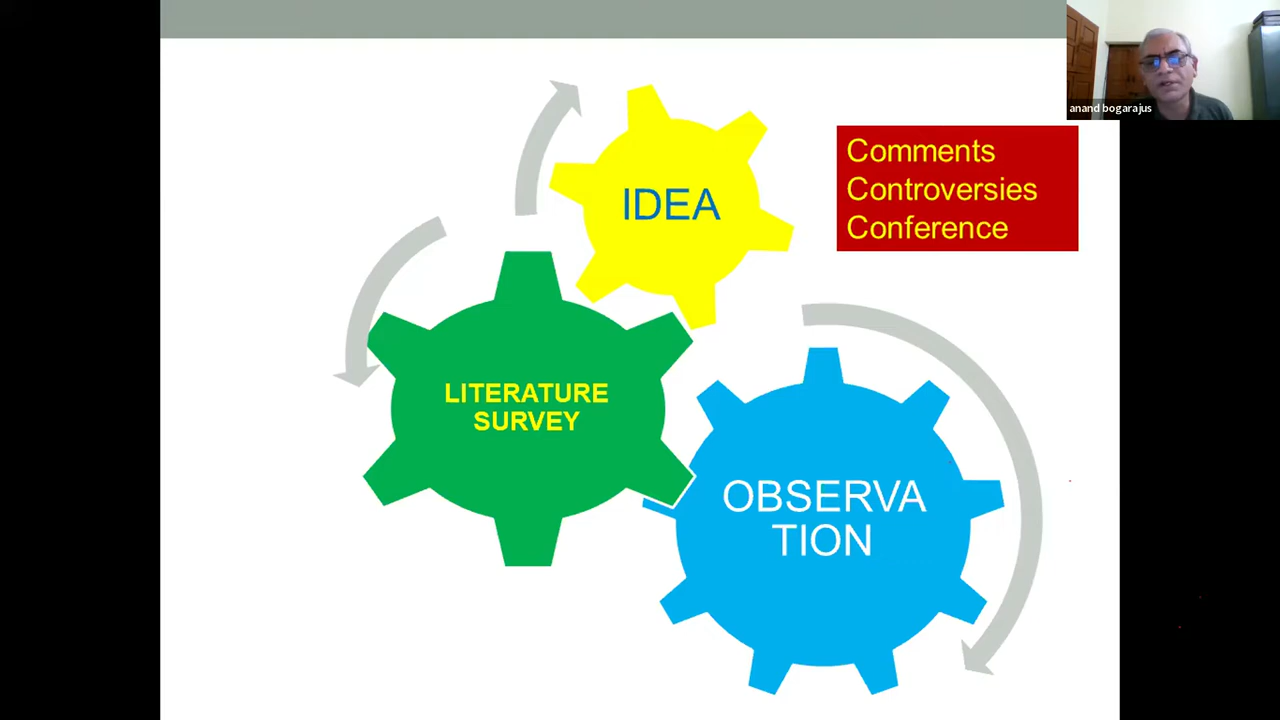 anand bogarajus
IDEA
Comments
Controversies
Conference
LITERATURE
SURVEY
OBSERVA
TION